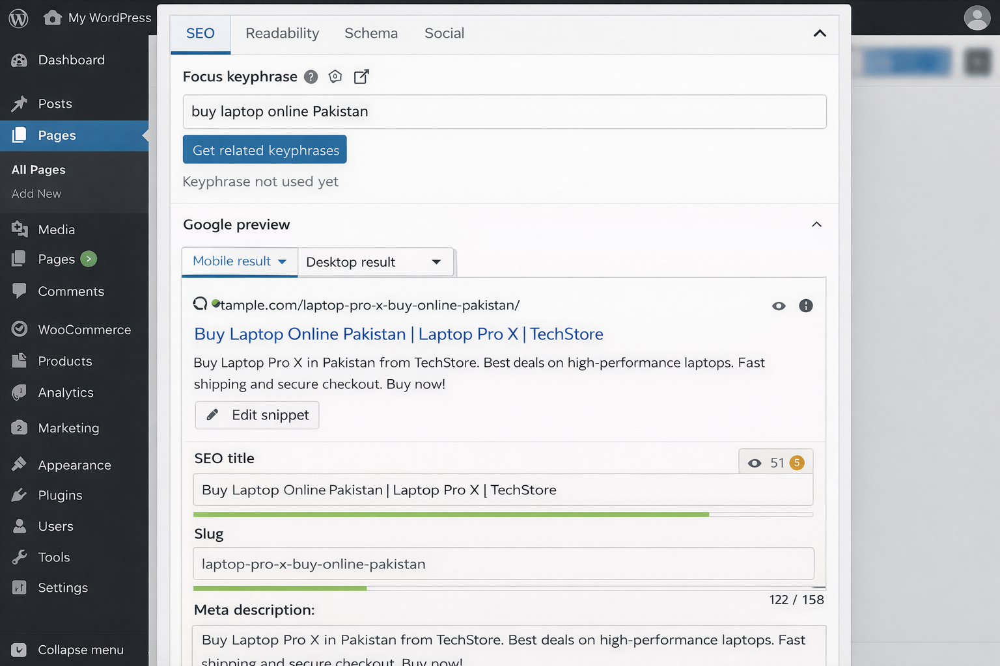 My WordPress
Dashboard
Posts
Pages
All Pages
Add New
Media
Pages
Comments
WooCommerce
Products
Analytics
2
Marketing
Appearance
Plugins
Users
Tools
Settings
Collapse menu
SEO Readability Schema Social
Focus keyphrase ?
buy laptop online Pakistan
Get related keyphrases
Keyphrase not used yet
Google preview
Mobile result Desktop result
tample.com/laptop-pro-x-buy-online-pakistan/
Buy Laptop Online Pakistan | Laptop Pro X | TechStore
Buy Laptop Pro X in Pakistan from TechStore. Best deals on high-performance laptops. Fast
shipping and secure checkout. Buy now!
Edit snippet
SEO title
51 5
Buy Laptop Online Pakistan | Laptop Pro X | TechStore
Slug
laptop-pro-x-buy-online-pakistan
122 / 158
Meta description:
Buy Laptop Pro X in Pakistan from TechStore. Best deals on high-performance laptops. Fast
shipping and secure checkout. Buy now!